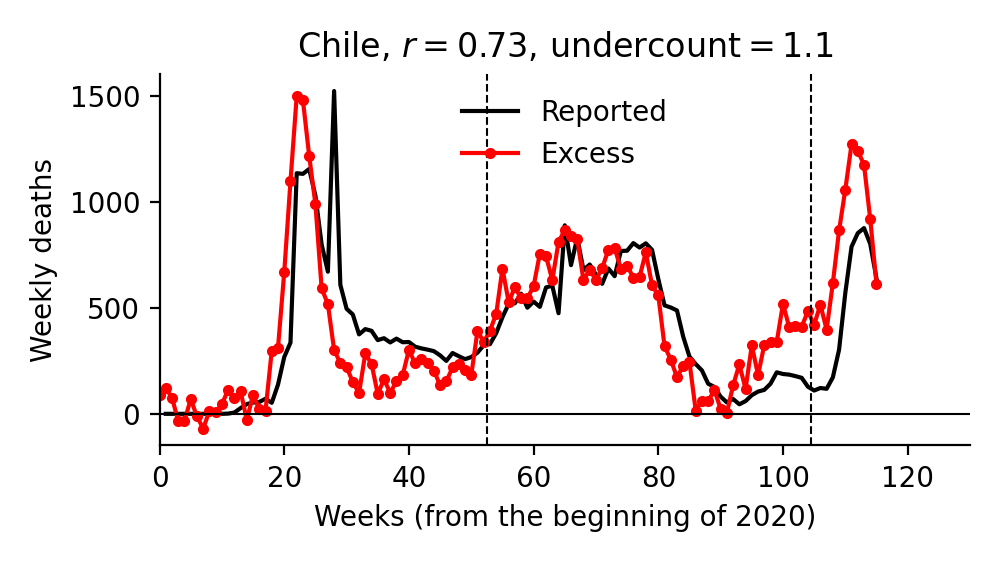 Chile, r = 0.73, undercount = 1.1
Weekly deaths
1500
1000
500
0
Reported
Excess
0 20 40 60 80 100 120
Weeks (from the beginning of 2020)